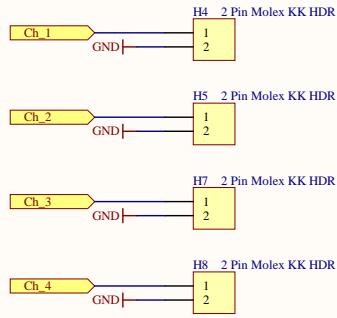 H4 2 Pin Molex KK HDR
Ch_1 1
GND 2
H5 2 Pin Molex KK HDR
Ch_2 1
GND 2
H7 2 Pin Molex KK HDR
Ch_3 1
GND 2
H8 2 Pin Molex KK HDR
Ch_4 1
GND 2